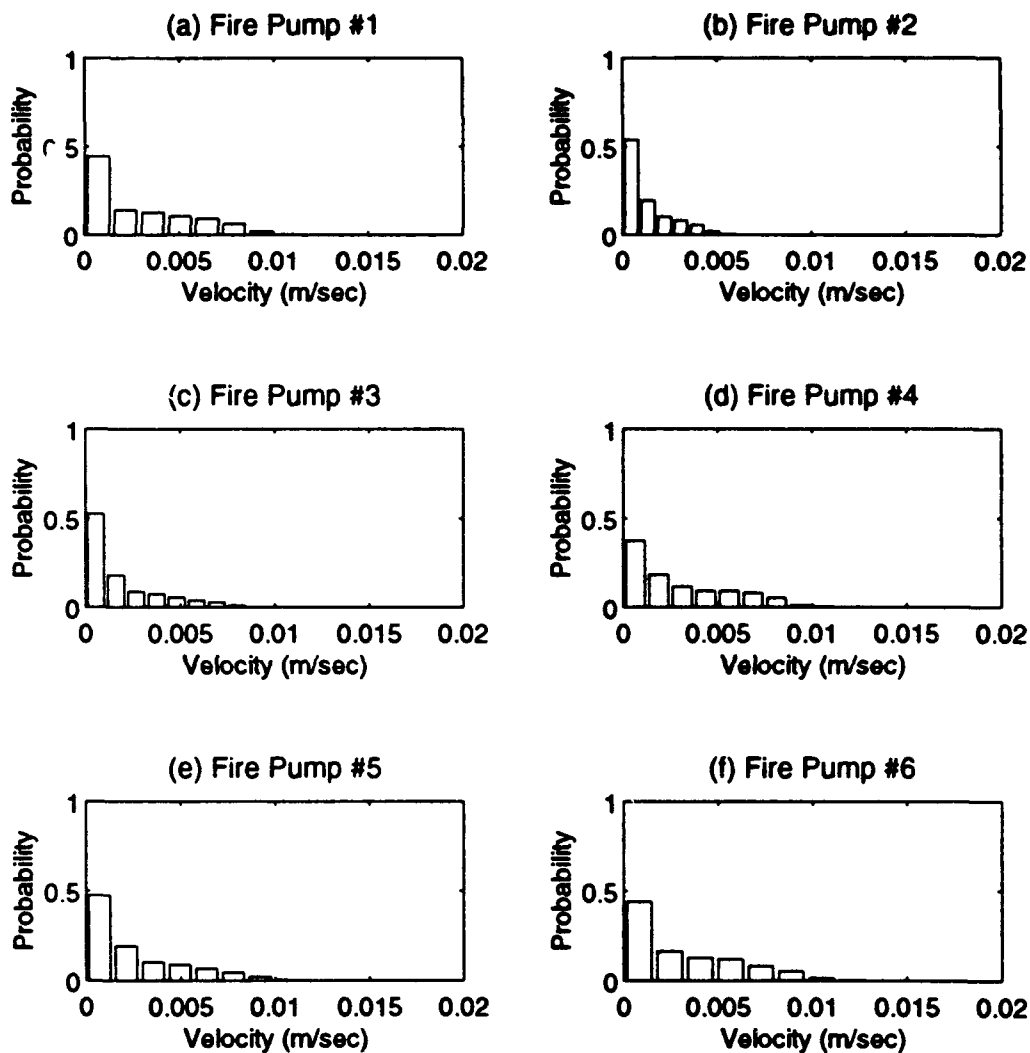 (a) Fire Pump #1
(b) Fire Pump #2
1
5
0
Probability
0 0.005 0.01 0.015 0.02
Velocity (m/sec)
1
0.5
0
Probability
0 0.005 0.01 0.015 0.02
Velocity (m/sec)
(c) Fire Pump #3
(d) Fire Pump #4
1
0.5
0
Probability
0 0.005 0.01 0.015 0.02
Velocity (m/sec)
1
0.5
0
Probability
0 0.005 0.01 0.015 0.02
Velocity (m/sec)
(e) Fire Pump #5
(f) Fire Pump #6
1
0.5
0
Probability
0 0.005 0.01 0.015 0.02
Velocity (m/sec)
1
0.5
0
Probability
0 0.005 0.01 0.015 0.02
Velocity (m/sec)